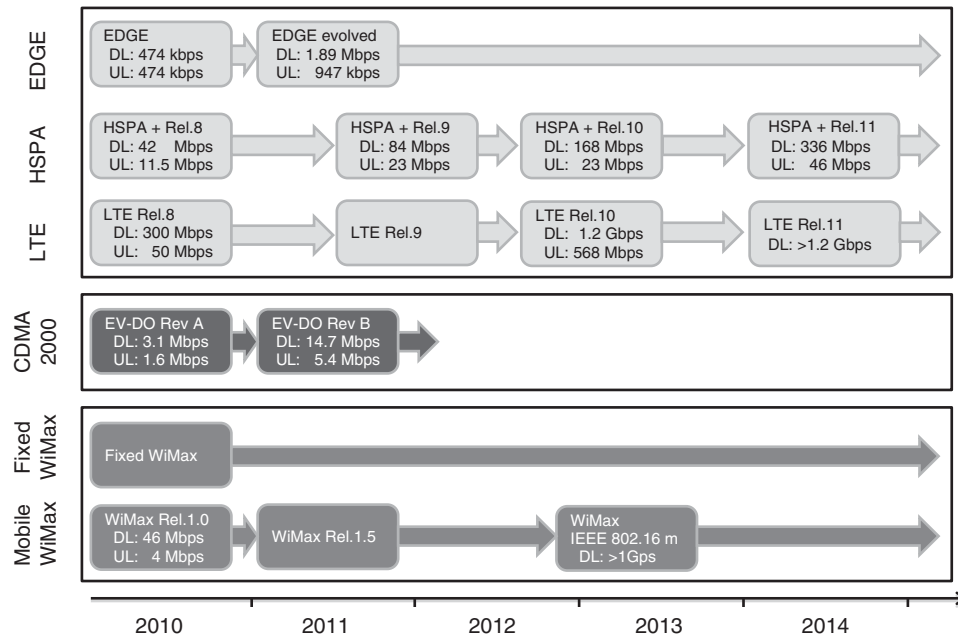 EDGE
EDGE
DL: 474 kbps
UL: 474 kbps
EDGE evolved
DL: 1.89 Mbps
UL: 947 kbps
HSPA
HSPA + Rel.8
DL: 42 Mbps
UL: 11.5 Mbps
HSPA + Rel.9
DL: 84 Mbps
UL: 23 Mbps
HSPA + Rel.10
DL: 168 Mbps
UL: 23 Mbps
HSPA + Rel.11
DL: 336 Mbps
UL: 46 Mbps
LTE
LTE Rel.8
DL: 300 Mbps
UL: 50 Mbps
LTE Rel.9
LTE Rel.10
DL: 1.2 Gbps
UL: 568 Mbps
LTE Rel.11
DL: >1.2 Gbps
CDMA
2000
EV-DO Rev A
DL: 3.1 Mbps
UL: 1.6 Mbps
EV-DO Rev B
DL: 14.7 Mbps
UL: 5.4 Mbps
Fixed
WiMax
Fixed WiMax
Mobile
WiMax
WiMax Rel.1.0
DL: 46 Mbps
UL: 4 Mbps
WiMax Rel.1.5
WiMax
IEEE 802.16 m
DL: >1Gps
2010
2011
2012
2013
2014